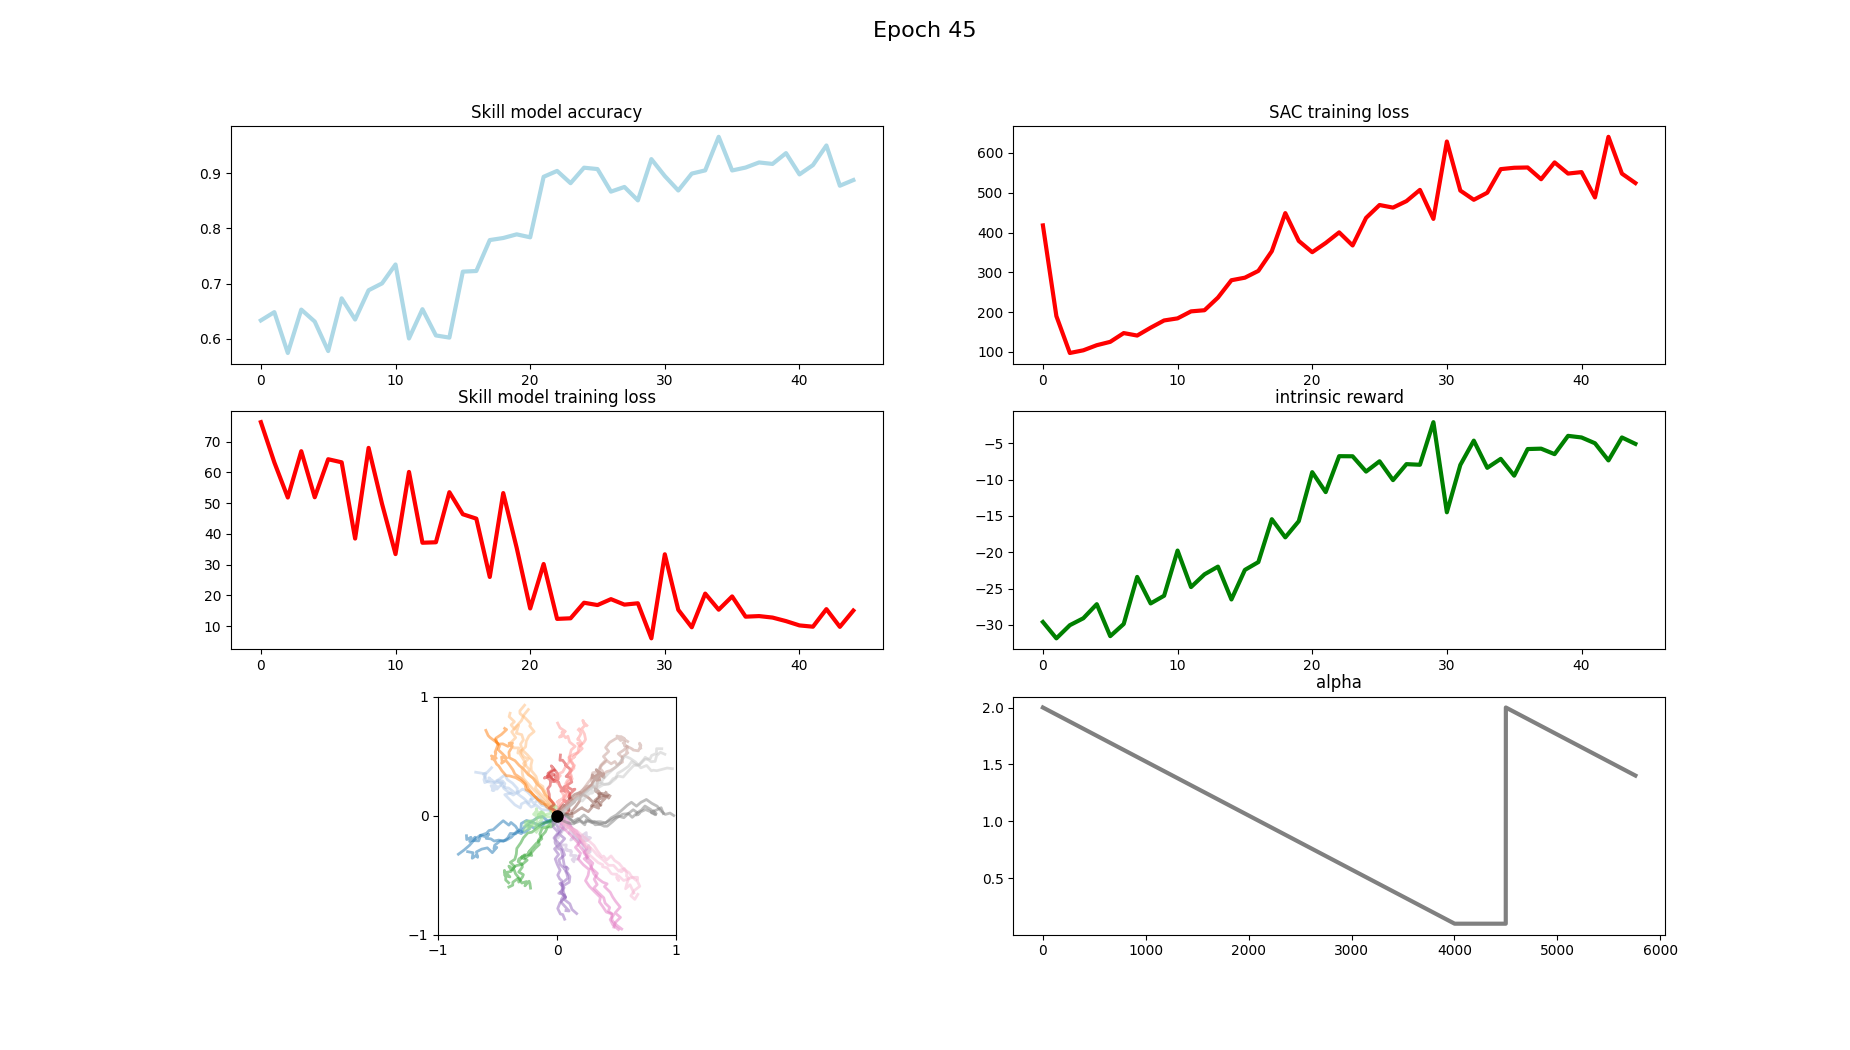 Epoch 45
Skill model accuracy
0.9
0.8
0.7
0.6
0 10 20 30 40
SAC training loss
600
500
400
300
200
100
0 10 20 30 40
Skill model training loss
70
60
50
40
30
20
10
0 10 20 30 40
intrinsic reward
−5
−10
−15
−20
−25
−30
0 10 20 30 40
1
0
−1
−1 0 1
alpha
2.0
1.5
1.0
0.5
0 1000 2000 3000 4000 5000 6000